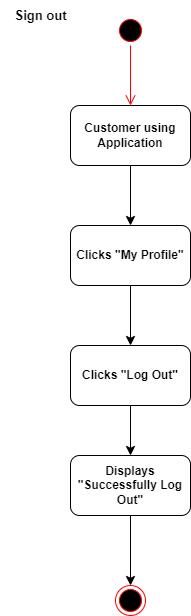 Sign out
Customer using
Application
Clicks "My Profile"
Clicks "Log Out"
Displays
"Successfully Log
Out"